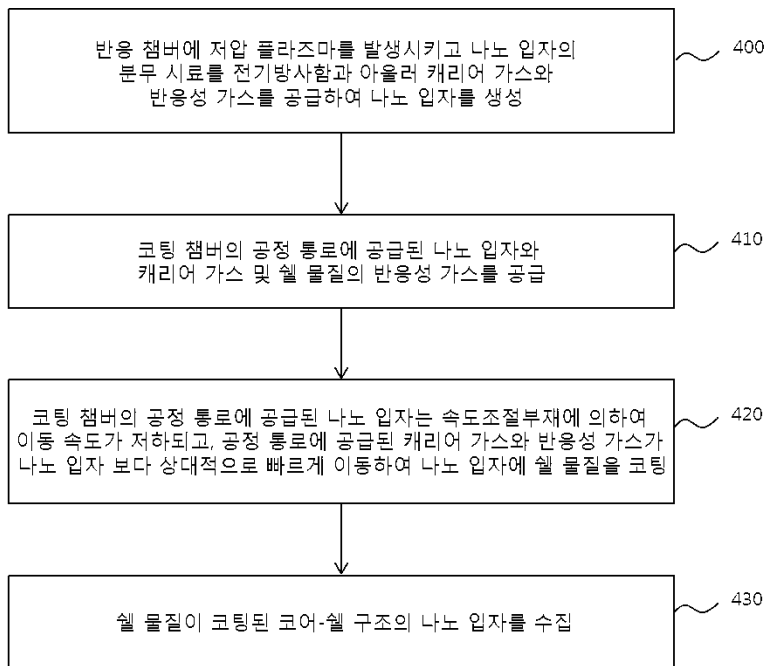 반응 챔버에 저압 플라즈마를 발생시키고 나노 입자의
분무 시료를 전기방사함과 아울러 캐리어 가스와
반응성 가스를 공급하여 나노 입자를 생성
400
코팅 챔버의 공정 통로에 공급된 나노 입자와
캐리어 가스 및 쉘 물질의 반응성 가스를 공급
410
코팅 챔버의 공정 통로에 공급된 나노 입자는 속도조절부재에 의하여
이동 속도가 저하되고, 공정 통로에 공급된 캐리어 가스와 반응성 가스가
나노 입자 보다 상대적으로 빠르게 이동하여 나노 입자에 쉘 물질을 코팅
420
쉘 물질이 코팅된 코어-쉘 구조의 나노 입자를 수집
430